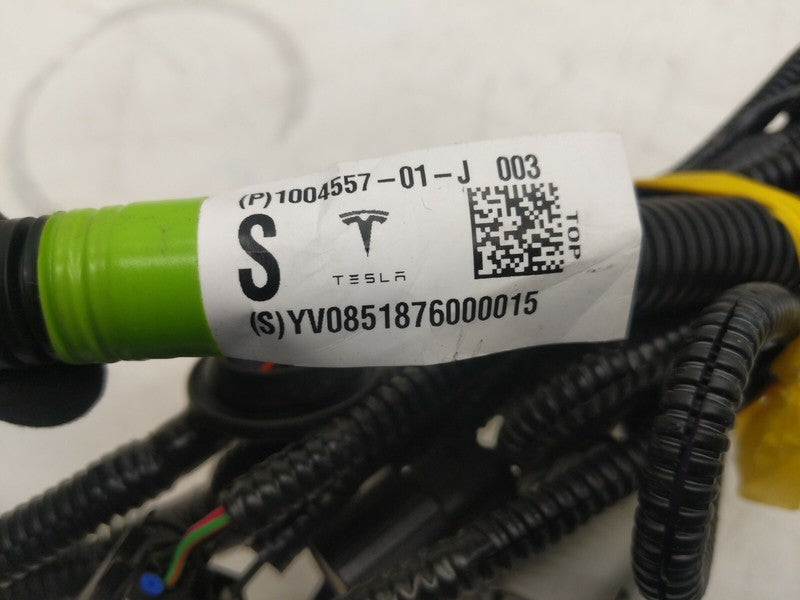 (P)1004557-01-J 003
S
TESLA
TOP
(S)YV0851876000015